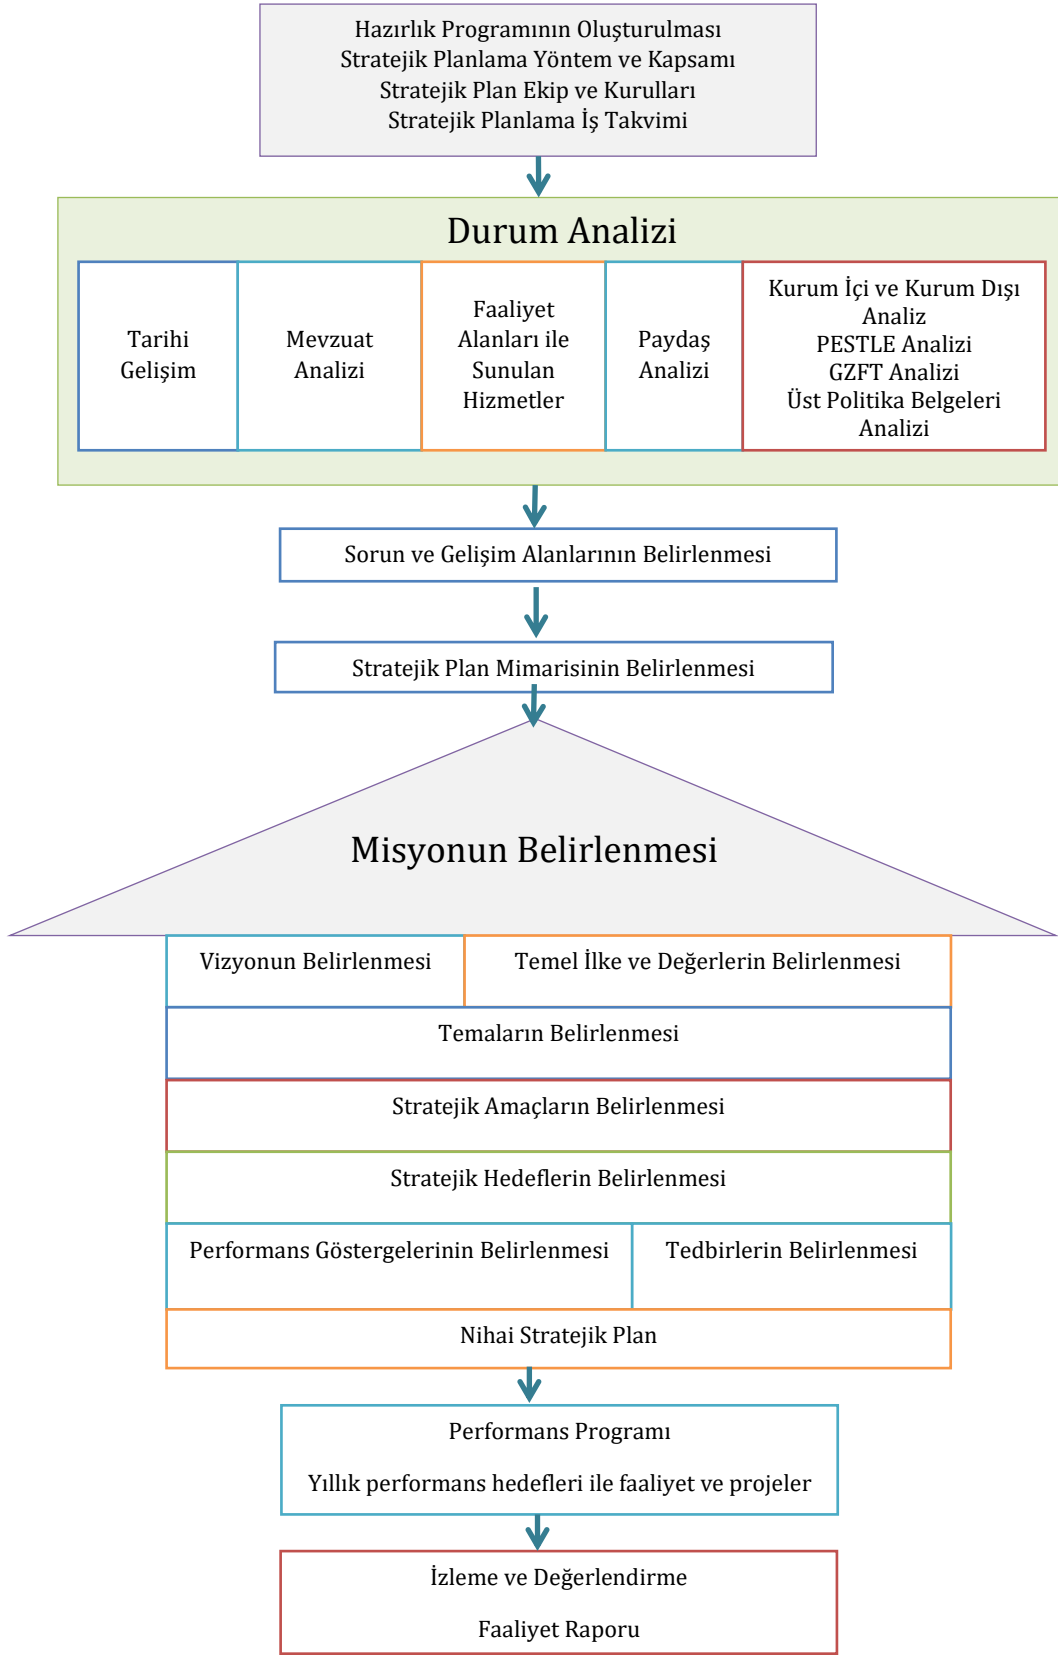 Hazırlık Programının Oluşturulması
Stratejik Planlama Yöntem ve Kapsamı
Stratejik Plan Ekip ve Kurulları
Stratejik Planlama İş Takvimi
Durum Analizi
Tarihi
Gelişim
Mevzuat
Analizi
Faaliyet
Alanları ile
Sunulan
Hizmetler
Paydaş
Analizi
Kurum İçi ve Kurum Dışı
Analiz
PESTLE Analizi
GZFT Analizi
Üst Politika Belgeleri
Analizi
Sorun ve Gelişim Alanlarının Belirlenmesi
Stratejik Plan Mimarisinin Belirlenmesi
Misyonun Belirlenmesi
Vizyonun Belirlenmesi
Temel İlke ve Değerlerin Belirlenmesi
Temaların Belirlenmesi
Stratejik Amaçların Belirlenmesi
Stratejik Hedeflerin Belirlenmesi
Performans Göstergelerinin Belirlenmesi
Tedbirlerin Belirlenmesi
Nihai Stratejik Plan
Performans Programı
Yıllık performans hedefleri ile faaliyet ve projeler
İzleme ve Değerlendirme
Faaliyet Raporu